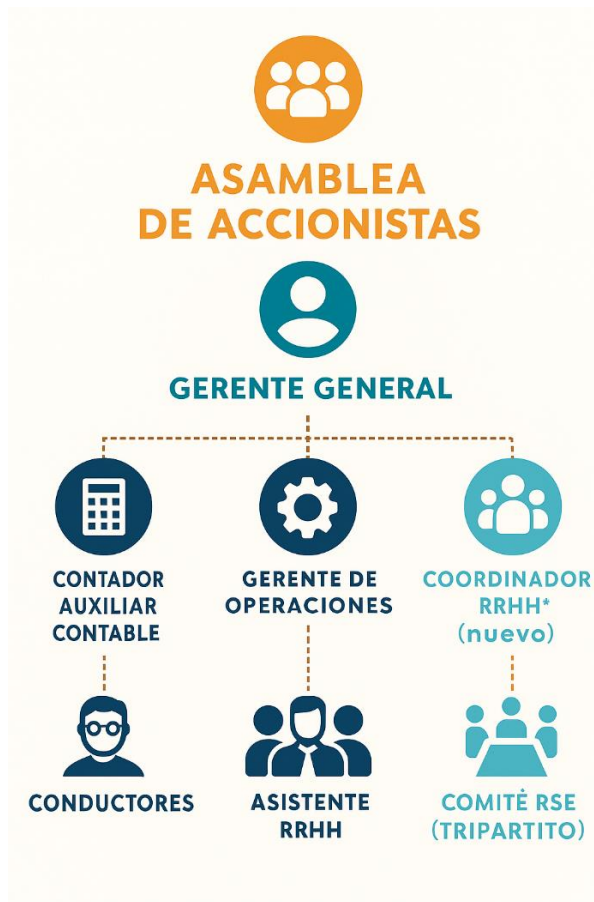 ASAMBLEA
DE ACCIONISTAS
GERENTE GENERAL
CONTADOR
AUXILIAR
CONTABLE
GERENTE DE
OPERACIONES
COORDINADOR
RRHH*
(nuevo)
CONDUCTORES
ASISTENTE
RRHH
COMITĖ RSE
(TRIPARTITO)